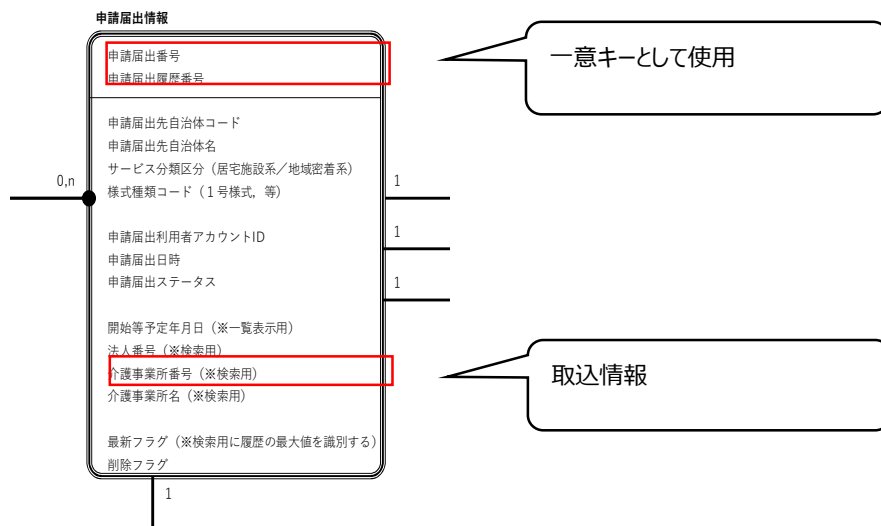 申請届出情報
申請届出番号
申請届出履歴番号
一意キーとして使用
申請届出先自治体コード
申請届出先自治体名
サービス分類区分（居宅施設系／地域密着系）
0,n
様式種類コード（１号様式，等）
1
申請届出利用者アカウントID
1
申請届出日時
申請届出ステータス
1
開始等予定年月日（※一覧表示用）
法人番号（※検索用）
介護事業所番号（※検索用）
取込情報
介護事業所名（※検索用）
最新フラグ（※検索用に履歴の最大値を識別する）
削除フラグ
1